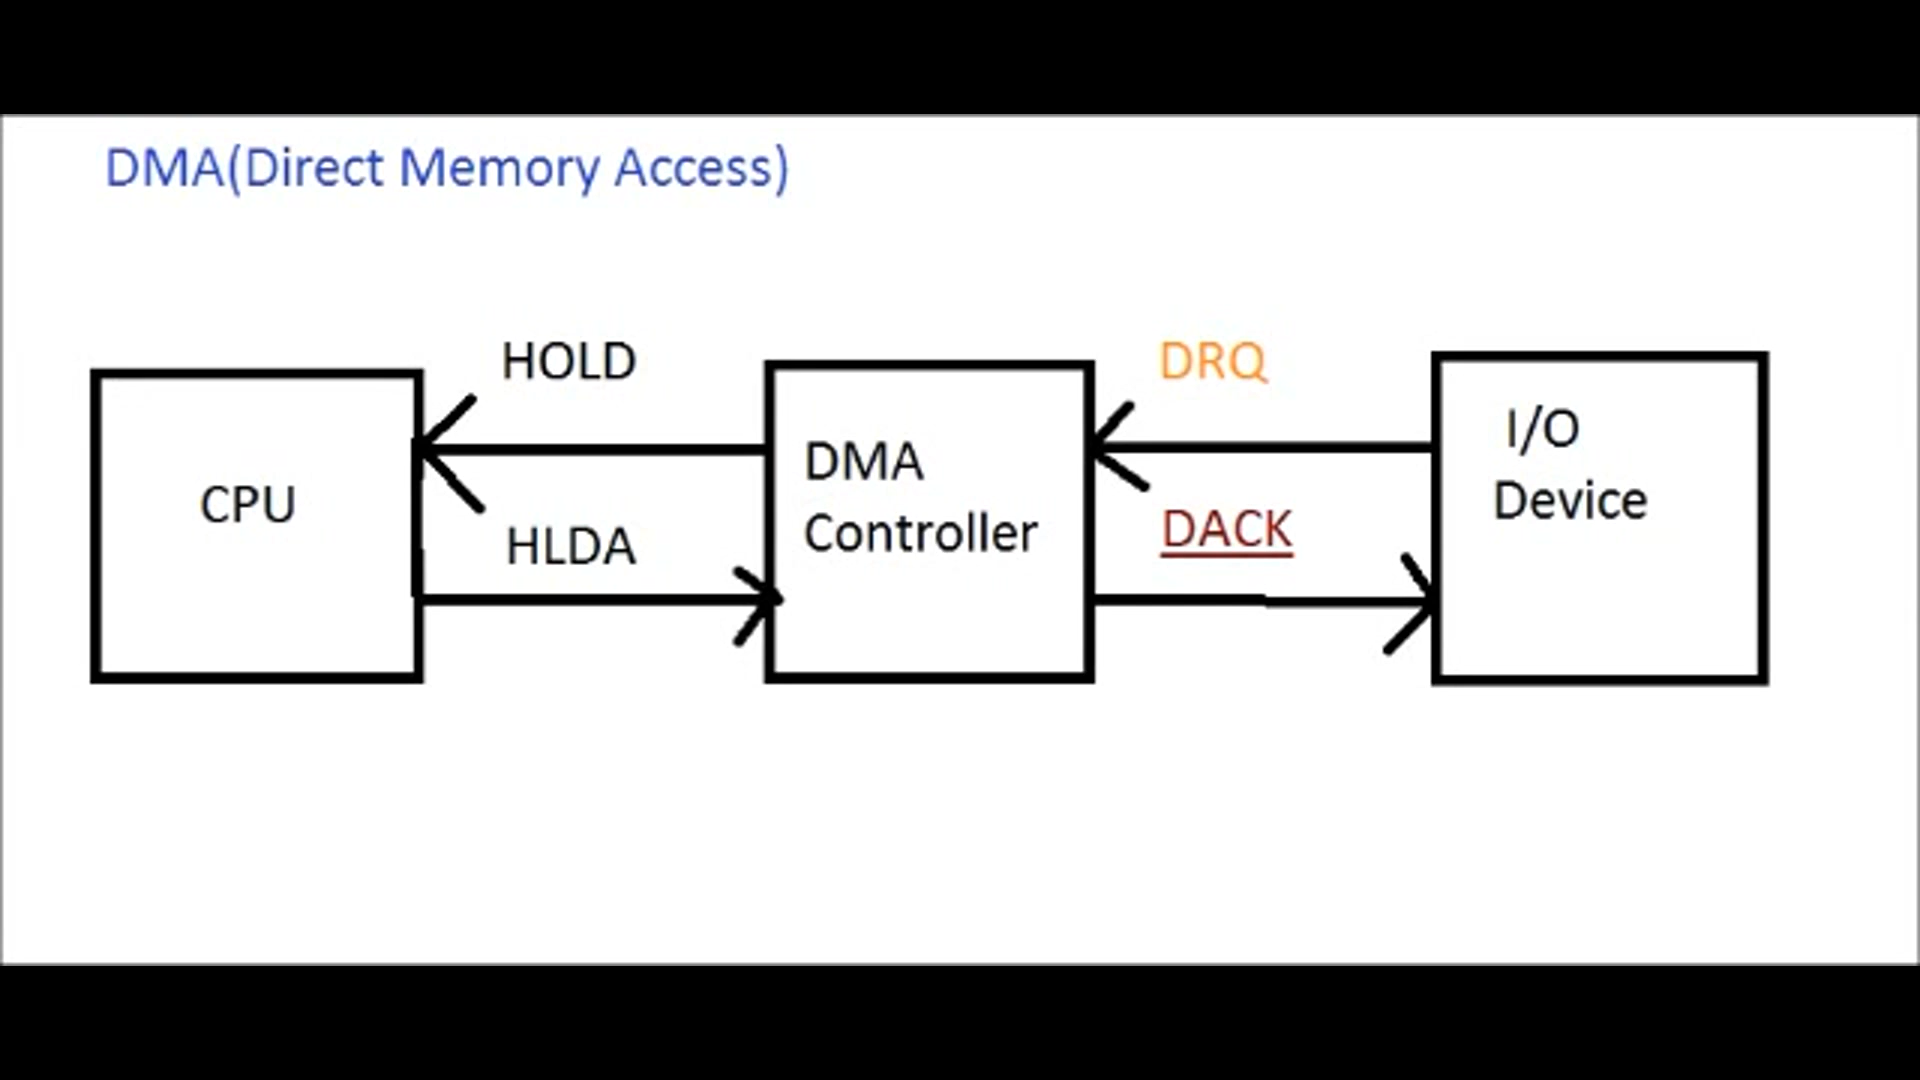 DMA(Direct Memory Access)
HOLD
HLDA
CPU
DMA
Controller
DRQ
DACK
I/O
Device